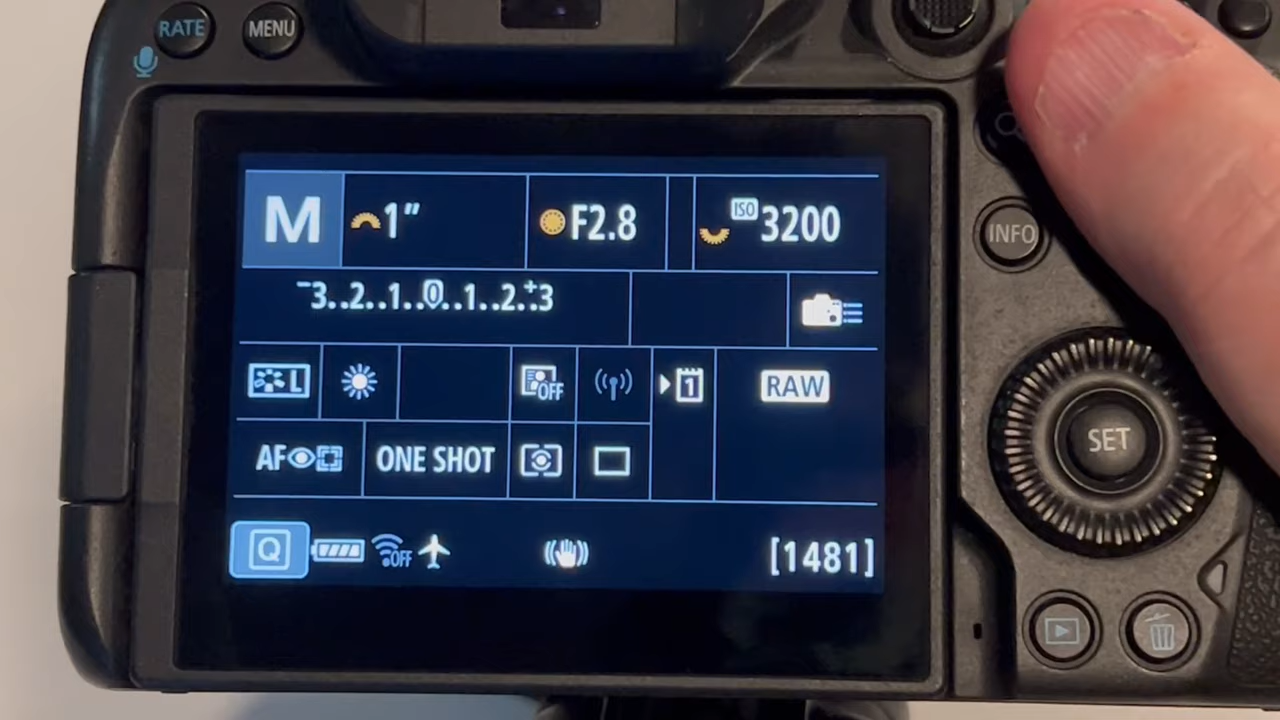 RATE
MENU
M 1" F2.8 ISO 3200
-3..2..1..0..1..2.:+3
L OFF 1 RAW
INFO
AF ONE SHOT
SET
Q OFF [1481]